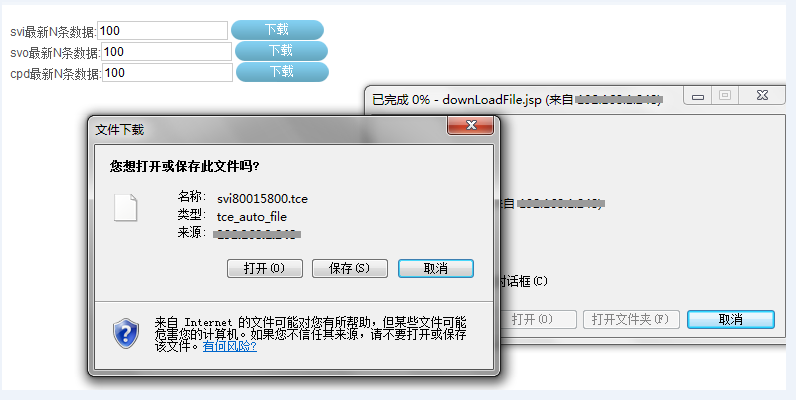 svi最新N条数据: 100 下载
svo最新N条数据: 100 下载
cpd最新N条数据: 100 下载
已完成 0% - downLoadFile.jsp (来自
文件下载
您想打开或保存此文件吗?
名称: svi80015800.tce
类型: tce_auto_file
来源:
打开(O) 保存(S) 取消
来自 Internet 的文件可能对您有所帮助，但某些文件可能
危害您的计算机。如果您不信任其来源，请不要打开或保存
该文件。有何风险?
来自
对话框(C)
打开(O) 打开文件夹(F) 取消